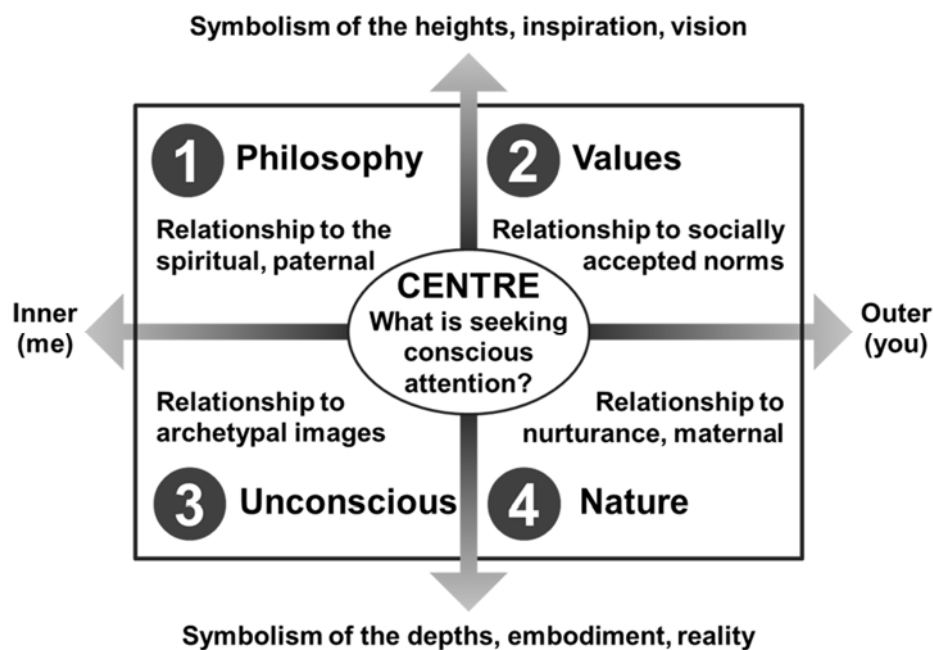 Symbolism of the heights, inspiration, vision
1 Philosophy
Relationship to the
spiritual, paternal
2 Values
Relationship to socially
accepted norms
Inner
(me)
CENTRE
What is seeking
conscious
attention?
Outer
(you)
Relationship to
archetypal images
3 Unconscious
Relationship to
nurturance, maternal
4 Nature
Symbolism of the depths, embodiment, reality